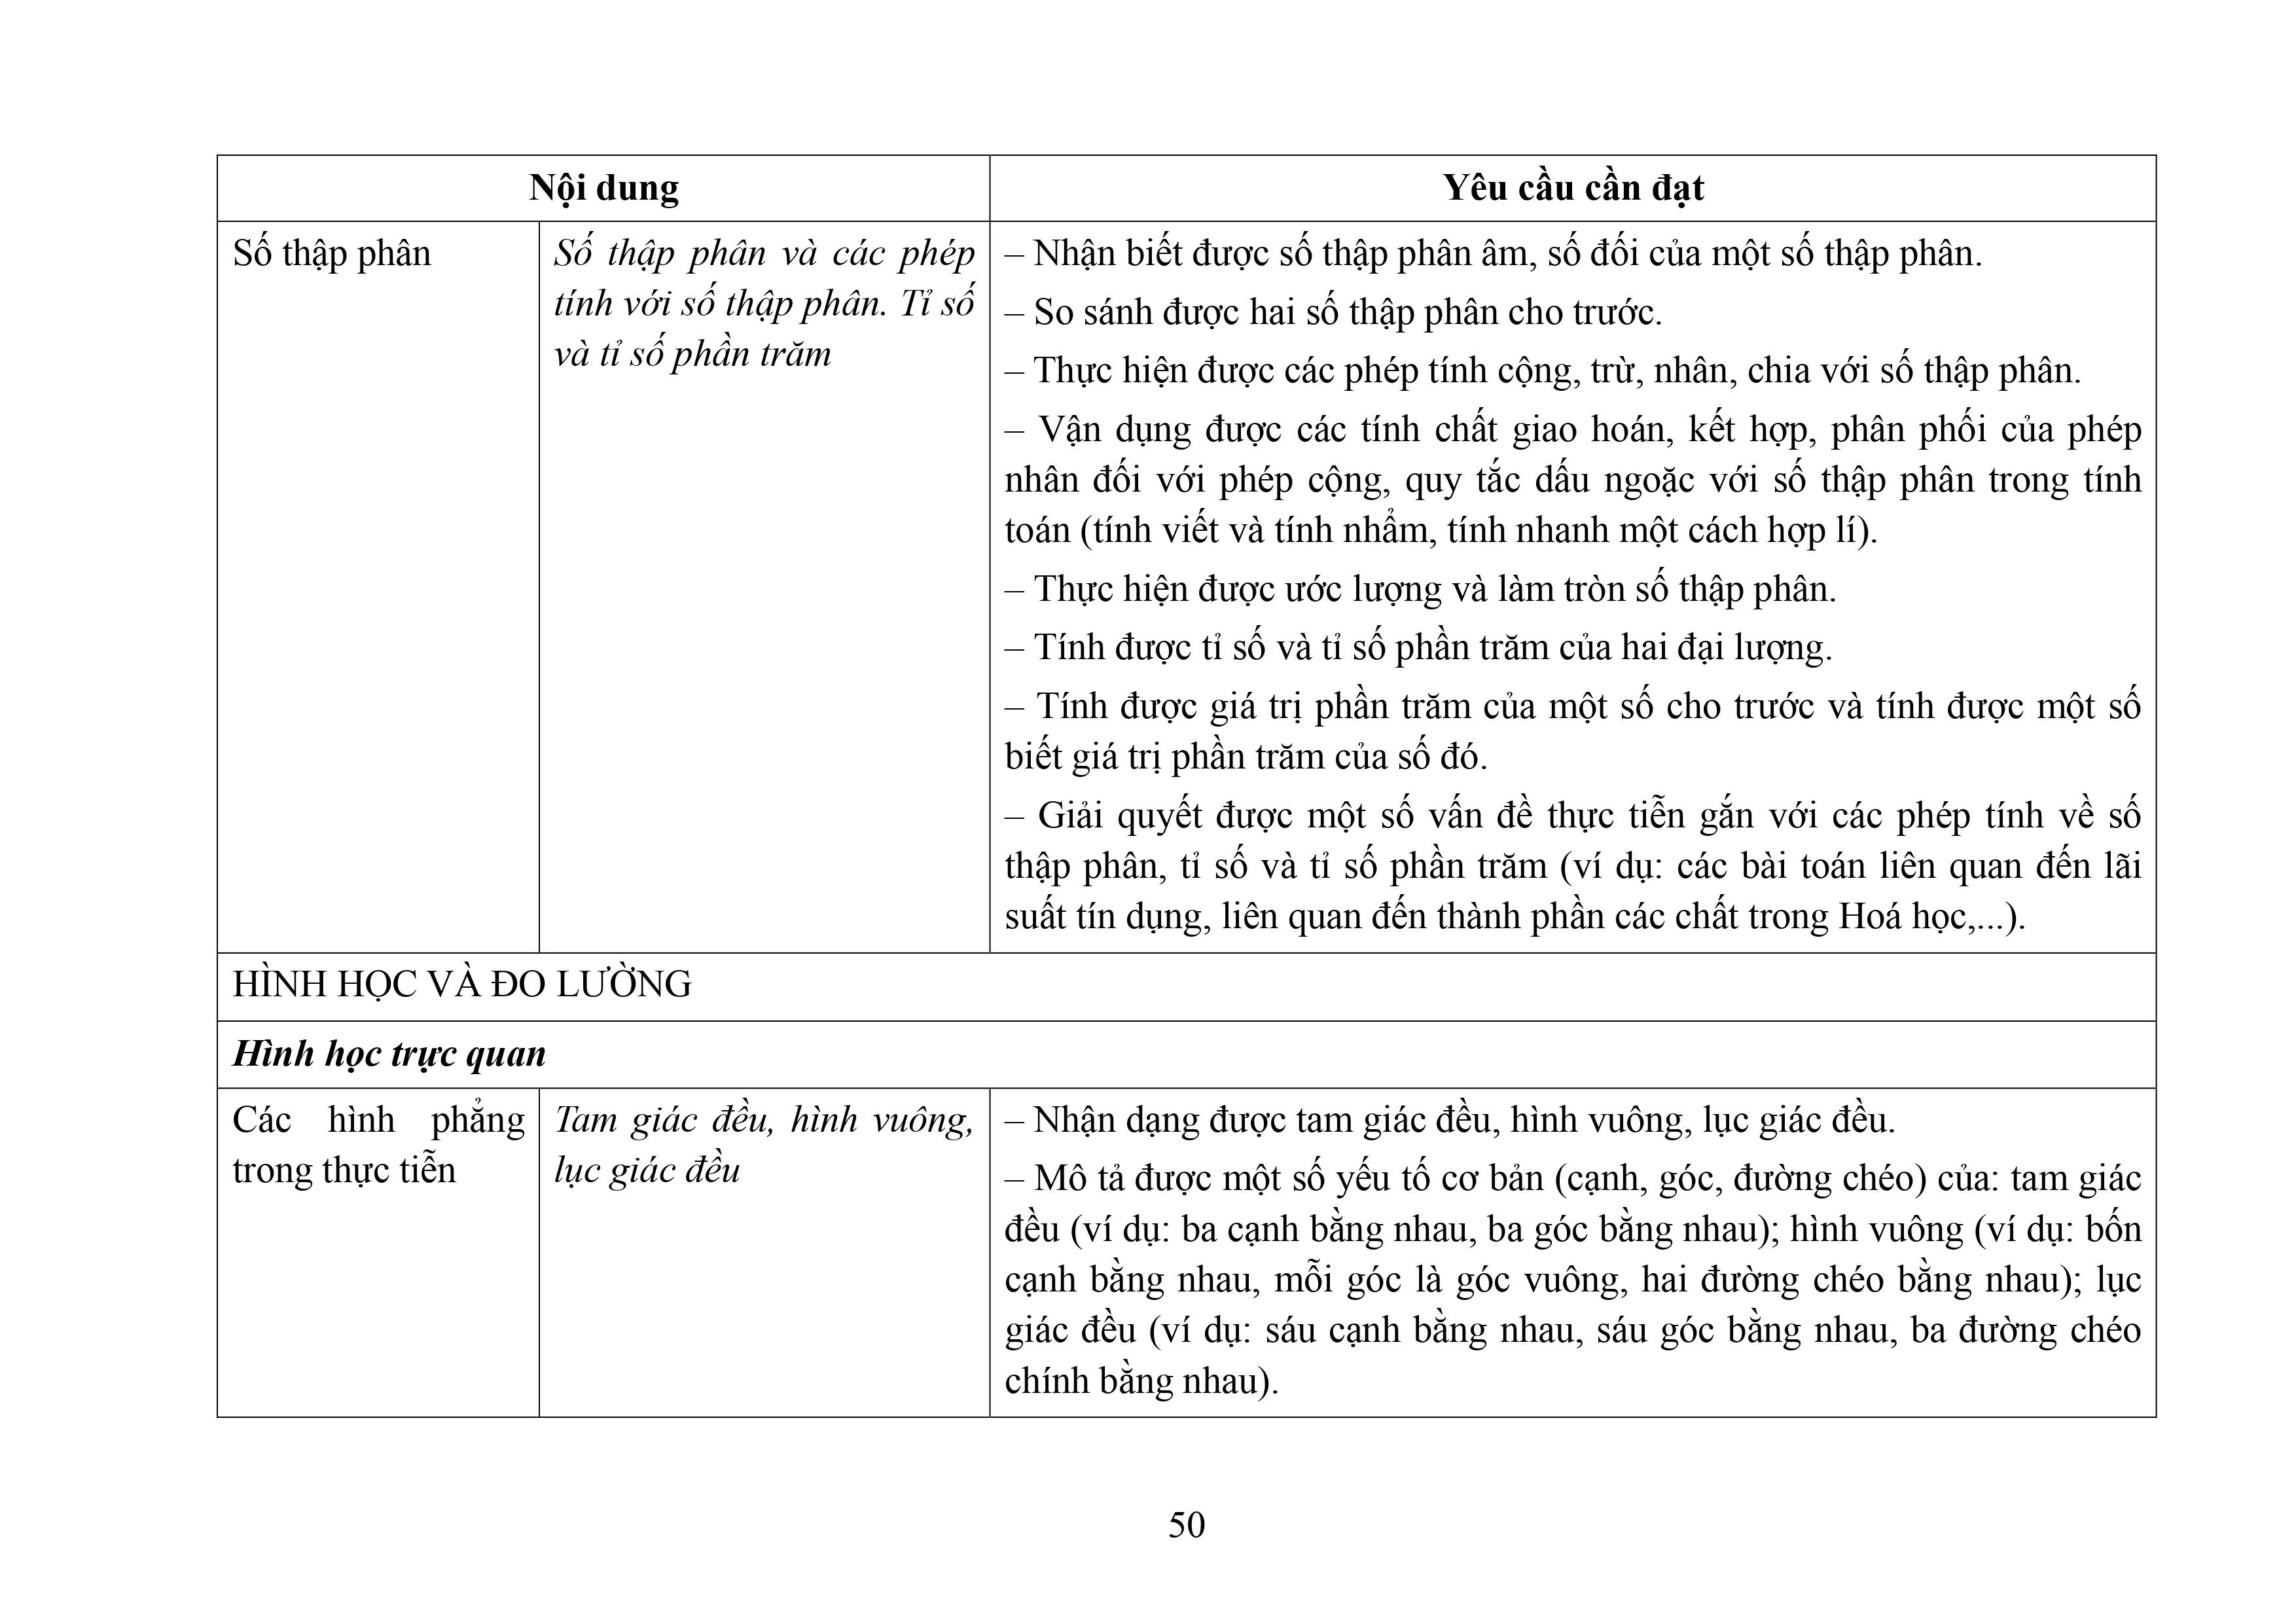 Nội dung
Yêu cầu cần đạt
Số thập phân
Số thập phân và các phép
tính với số thập phân. Tỉ số
và tỉ số phần trăm
– Nhận biết được số thập phân âm, số đối của một số thập phân.
– So sánh được hai số thập phân cho trước.
– Thực hiện được các phép tính cộng, trừ, nhân, chia với số thập phân.
– Vận dụng được các tính chất giao hoán, kết hợp, phân phối của phép
nhân đối với phép cộng, quy tắc dấu ngoặc với số thập phân trong tính
toán (tính viết và tính nhẩm, tính nhanh một cách hợp lí).
– Thực hiện được ước lượng và làm tròn số thập phân.
– Tính được tỉ số và tỉ số phần trăm của hai đại lượng.
– Tính được giá trị phần trăm của một số cho trước và tính được một số
biết giá trị phần trăm của số đó.
– Giải quyết được một số vấn đề thực tiễn gắn với các phép tính về số
thập phân, tỉ số và tỉ số phần trăm (ví dụ: các bài toán liên quan đến lãi
suất tín dụng, liên quan đến thành phần các chất trong Hoá học,...).
HÌNH HỌC VÀ ĐO LƯỜNG
Hình học trực quan
Các hình phẳng
trong thực tiễn
Tam giác đều, hình vuông,
lục giác đều
– Nhận dạng được tam giác đều, hình vuông, lục giác đều.
– Mô tả được một số yếu tố cơ bản (cạnh, góc, đường chéo) của: tam giác
đều (ví dụ: ba cạnh bằng nhau, ba góc bằng nhau); hình vuông (ví dụ: bốn
cạnh bằng nhau, mỗi góc là góc vuông, hai đường chéo bằng nhau); lục
giác đều (ví dụ: sáu cạnh bằng nhau, sáu góc bằng nhau, ba đường chéo
chính bằng nhau).
50